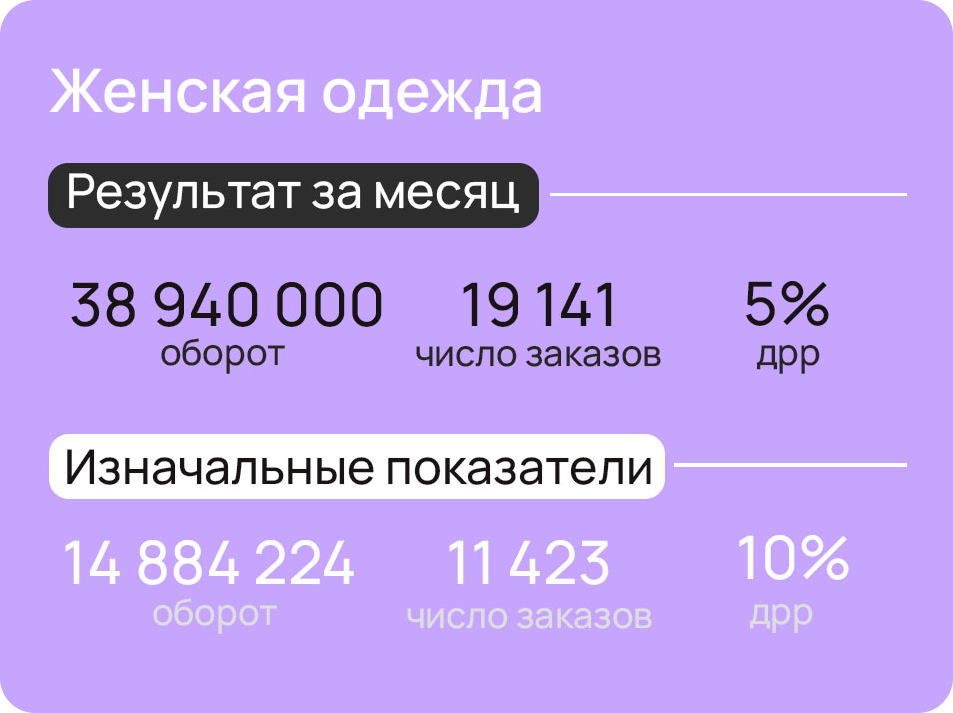 Женская одежда
Результат за месяц
38 940 000 19 141 5%
оборот число заказов дрр
Изначальные показатели
14 884 224 11 423 10%
оборот число заказов дрр